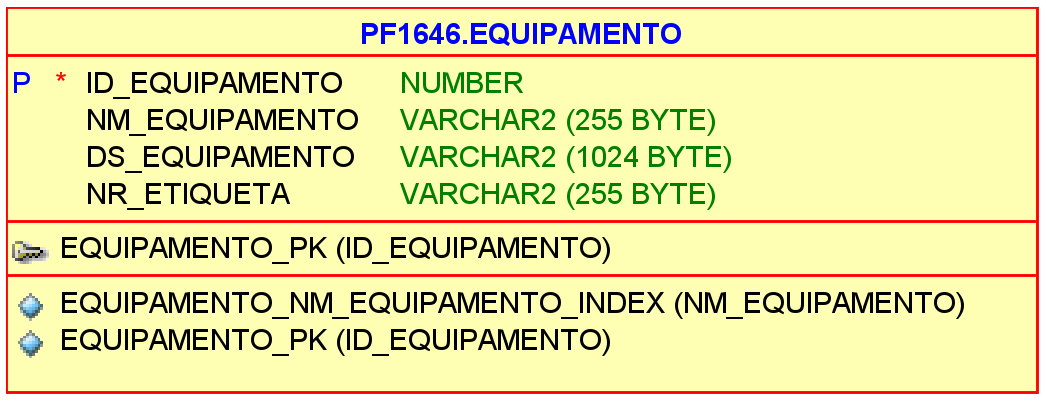 PF1646.EQUIPAMENTO
P * ID_EQUIPAMENTO NUMBER
NM_EQUIPAMENTO VARCHAR2 (255 BYTE)
DS_EQUIPAMENTO VARCHAR2 (1024 BYTE)
NR_ETIQUETA VARCHAR2 (255 BYTE)
EQUIPAMENTO_PK (ID_EQUIPAMENTO)
EQUIPAMENTO_NM_EQUIPAMENTO_INDEX (NM_EQUIPAMENTO)
EQUIPAMENTO_PK (ID_EQUIPAMENTO)